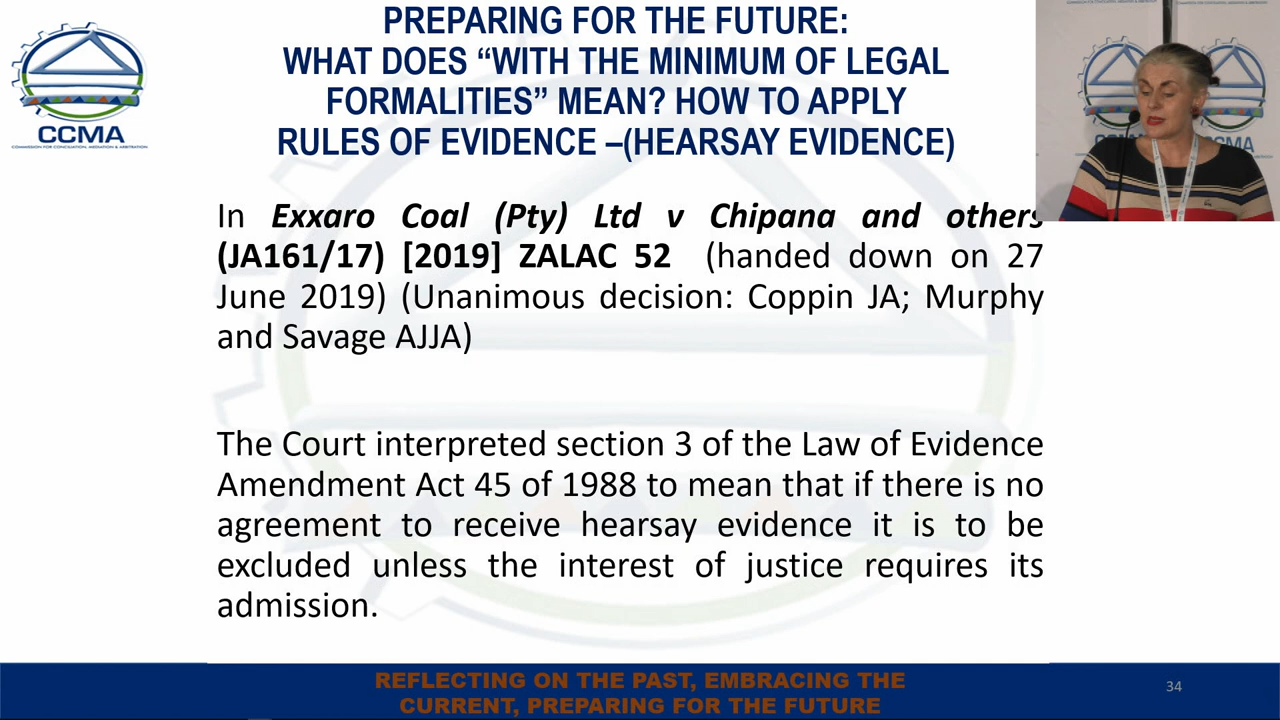 PREPARING FOR THE FUTURE:
WHAT DOES “WITH THE MINIMUM OF LEGAL
FORMALITIES” MEAN? HOW TO APPLY
RULES OF EVIDENCE –(HEARSAY EVIDENCE)
CCMA
COMMISSION FOR CONCILIATION, MEDIATION & ARBITRATION
In Exxaro Coal (Pty) Ltd v Chipana and others
(JA161/17) [2019] ZALAC 52 (handed down on 27
June 2019) (Unanimous decision: Coppin JA; Murphy
and Savage AJJA)
The Court interpreted section 3 of the Law of Evidence
Amendment Act 45 of 1988 to mean that if there is no
agreement to receive hearsay evidence it is to be
excluded unless the interest of justice requires its
admission.
REFLECTING ON THE PAST, EMBRACING THE
CURRENT, PREPARING FOR THE FUTURE
34